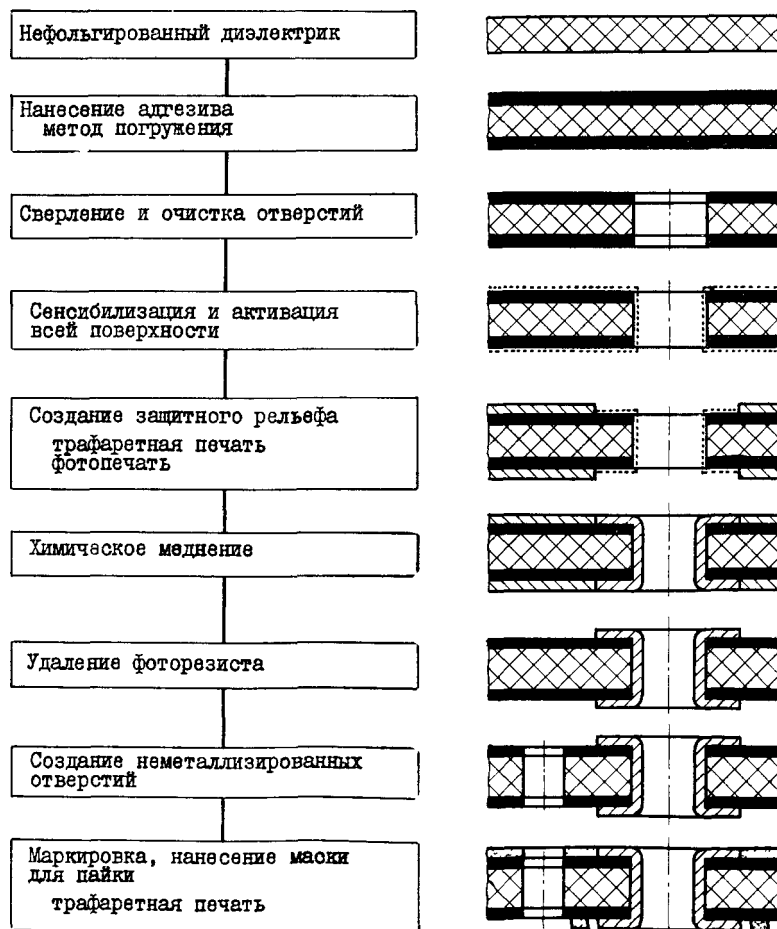 Нефольгированный диэлектрик
Нанесение адгезива
метод погружения
Сверление и очистка отверстий
Сенсибилизация и активация
всей поверхности
Создание защитного рельефа
трафаретная печать
фотопечать
Химическое меднение
Удаление фоторезиста
Создание неметаллизированных
отверстий
Маркировка, нанесение маски
для пайки
трафаретная печать